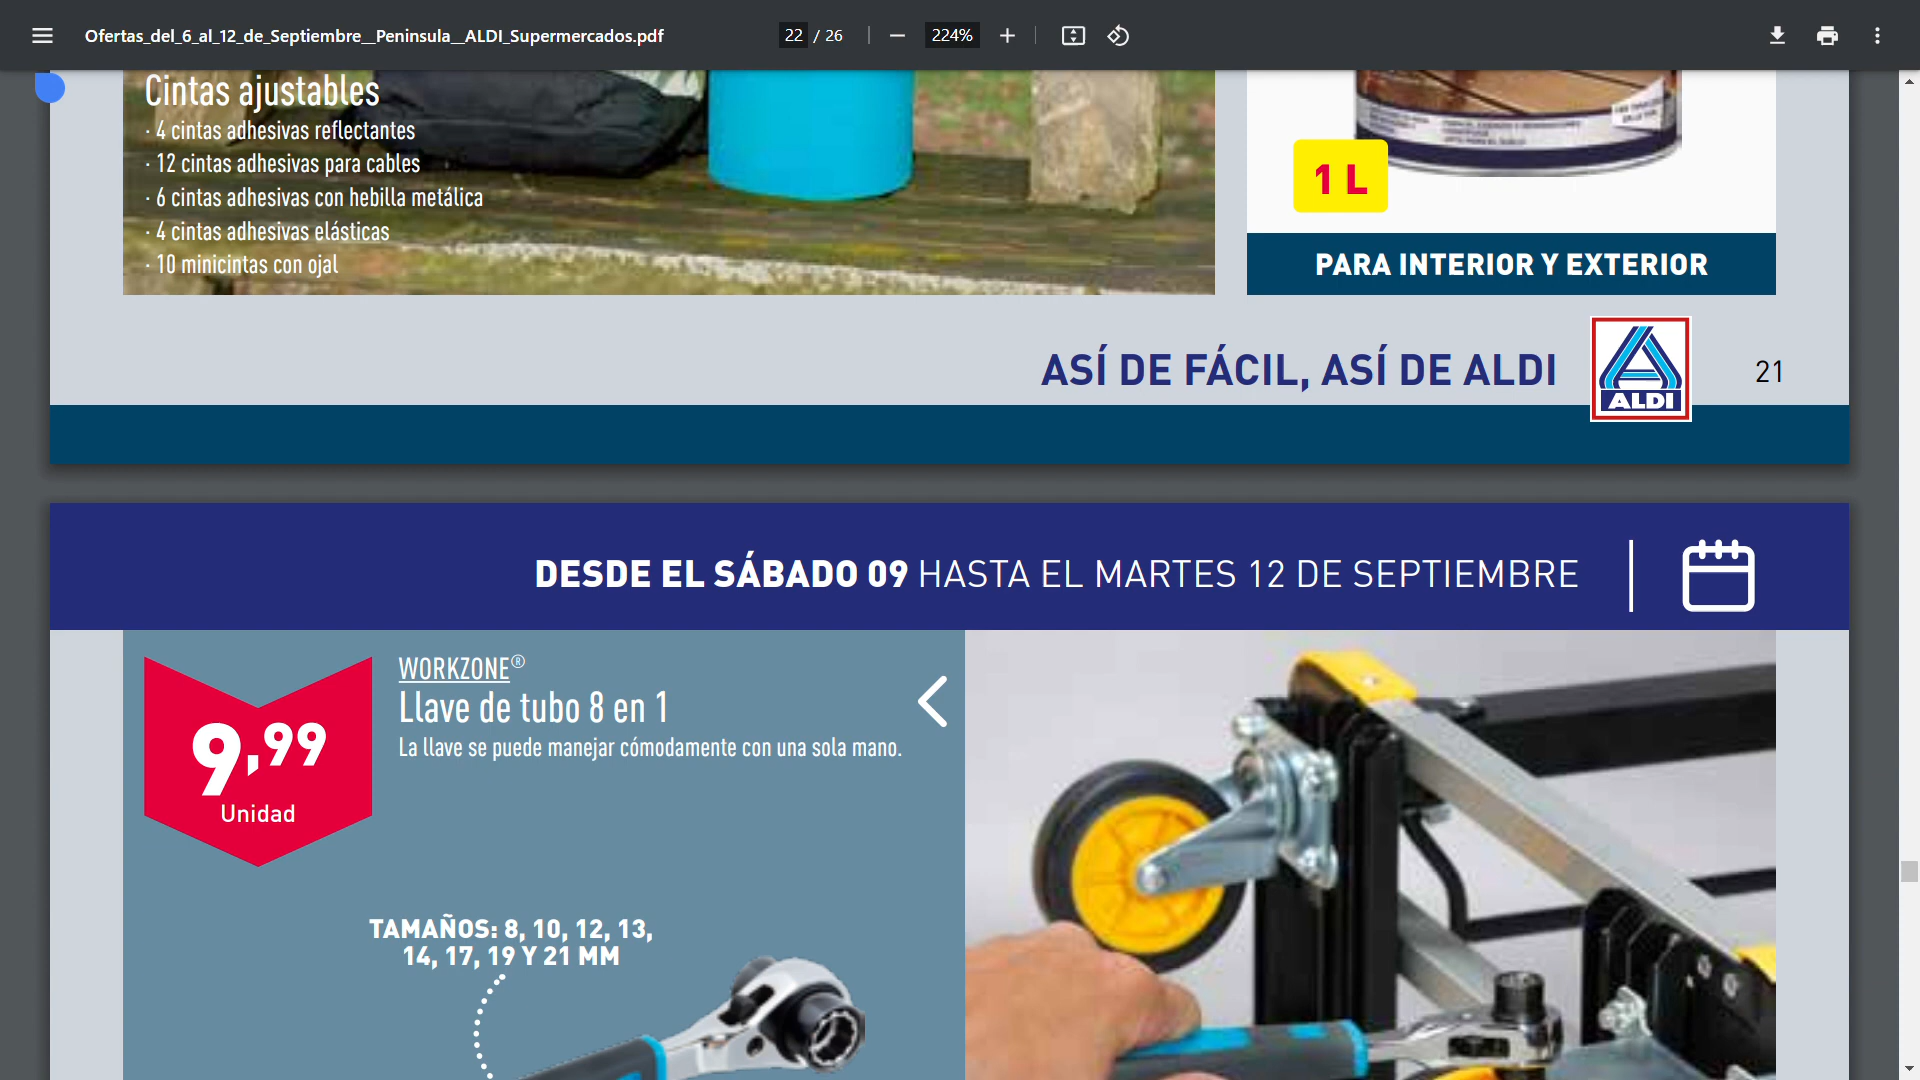 Ofertas_del_6_al_12_de_Septiembre__Peninsula__ALDI_Supermercados.pdf
22 / 26
224%
Cintas ajustables
· 4 cintas adhesivas reflectantes
· 12 cintas adhesivas para cables
· 6 cintas adhesivas con hebilla metálica
· 4 cintas adhesivas elásticas
· 10 minicintas con ojal
1 L
PARA INTERIOR Y EXTERIOR
ASÍ DE FÁCIL, ASÍ DE ALDI
ALDI
21
DESDE EL SÁBADO 09 HASTA EL MARTES 12 DE SEPTIEMBRE
9,99
Unidad
WORKZONE®
Llave de tubo 8 en 1
La llave se puede manejar cómodamente con una sola mano.
TAMAÑOS: 8, 10, 12, 13,
14, 17, 19 Y 21 MM